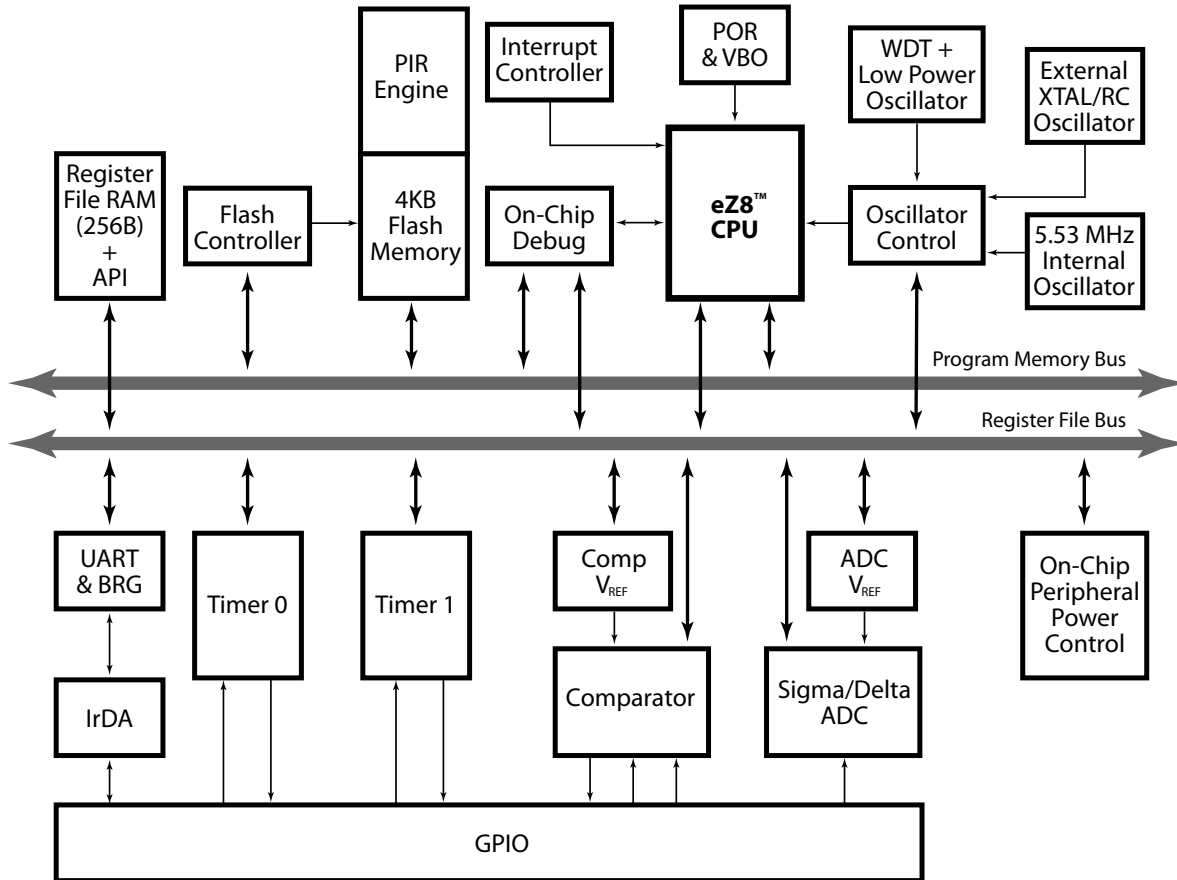 PIR
Engine
Interrupt
Controller
POR
& VBO
WDT +
Low Power
Oscillator
External
XTAL/RC
Oscillator
Register
File RAM
(256B)
+
API
Flash
Controller
4KB
Flash
Memory
On-Chip
Debug
eZ8™
CPU
Oscillator
Control
5.53 MHz
Internal
Oscillator
Program Memory Bus
Register File Bus
UART
& BRG
Timer 0
Timer 1
Comp
VREF
ADC
VREF
On-Chip
Peripheral
Power
Control
IrDA
Comparator
Sigma/Delta
ADC
GPIO